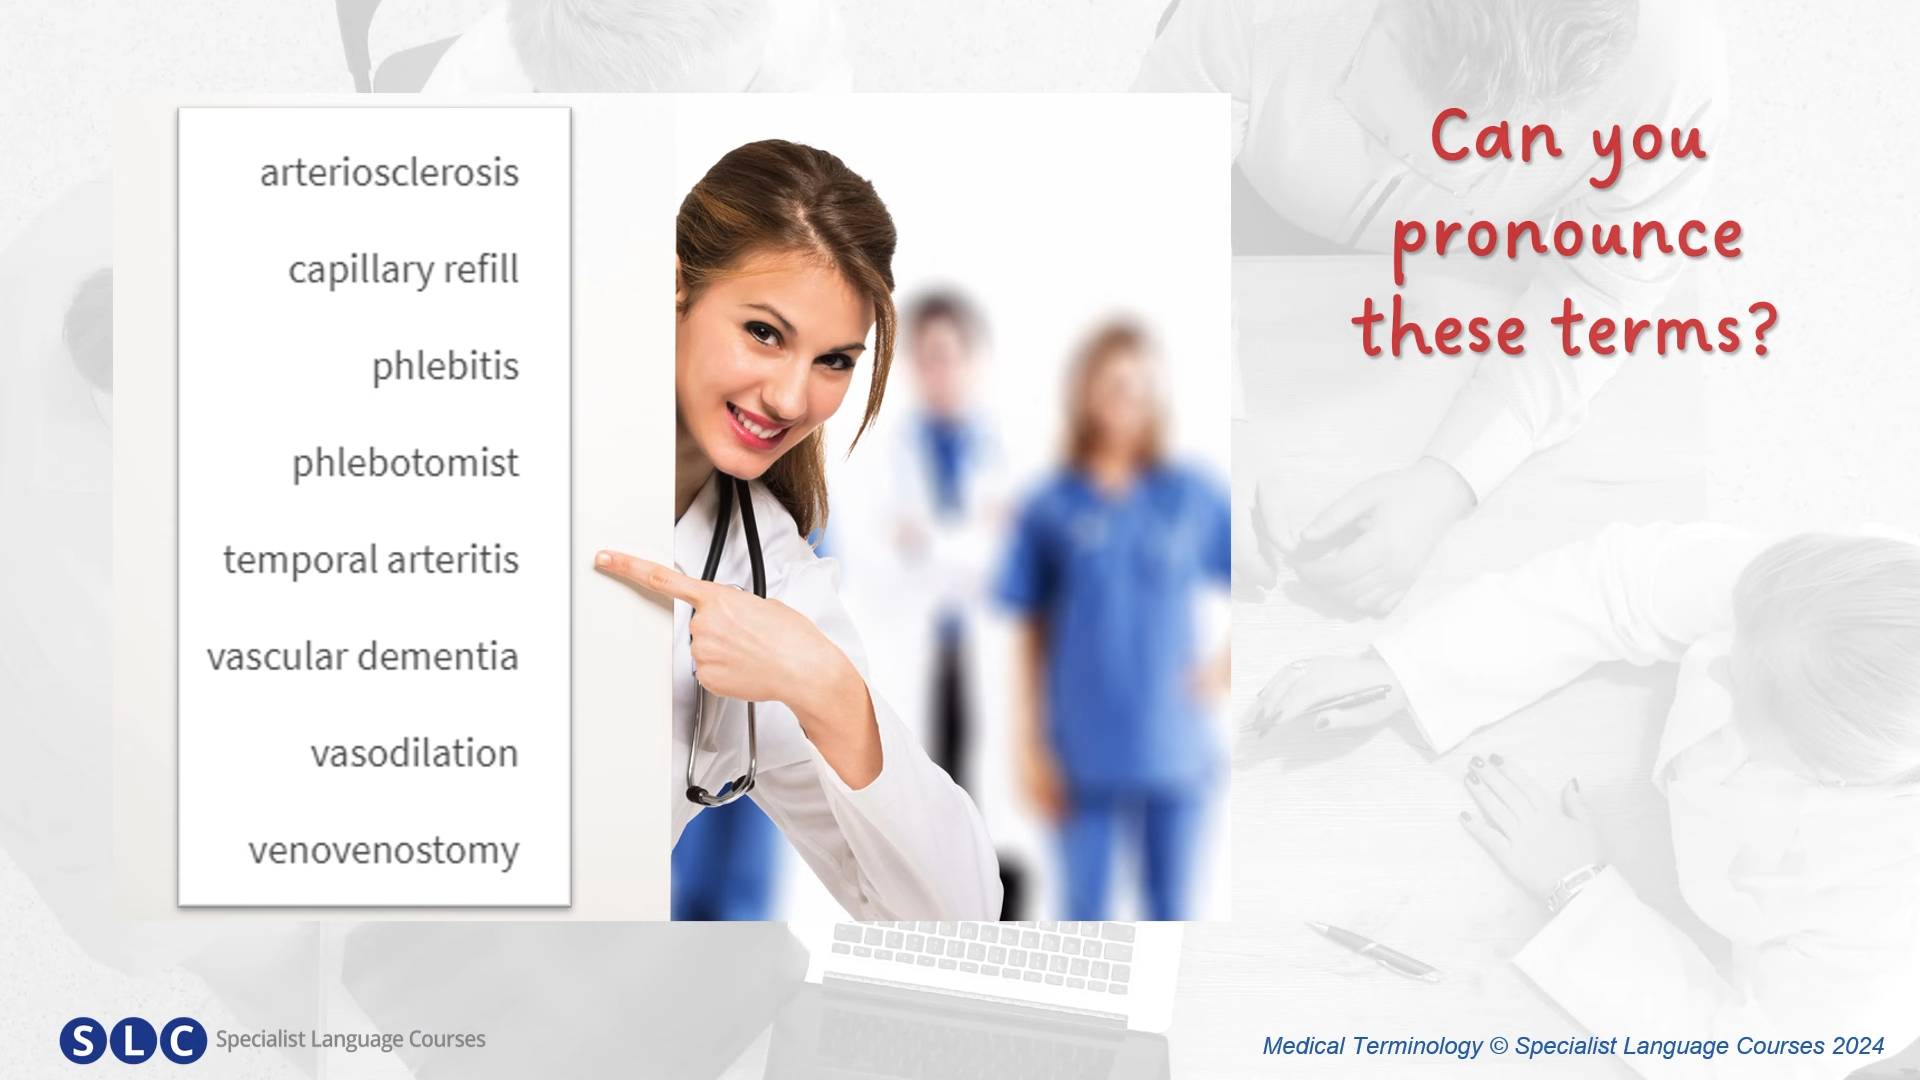 arteriosclerosis
capillary refill
phlebitis
phlebotomist
temporal arteritis
vascular dementia
vasodilation
venovenostomy
Can you
pronounce
these terms?
SLC Specialist Language Courses
Medical Terminology © Specialist Language Courses 2024